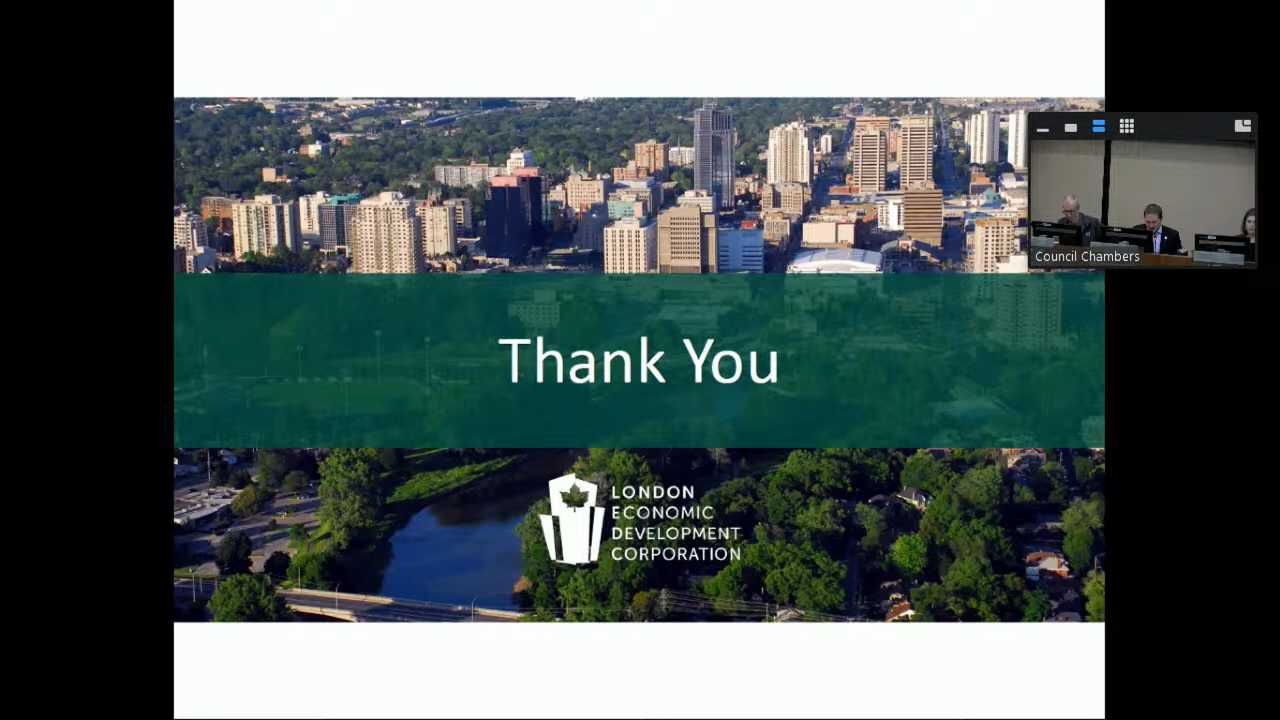 Thank You
LONDON
ECONOMIC
DEVELOPMENT
CORPORATION
Council Chambers